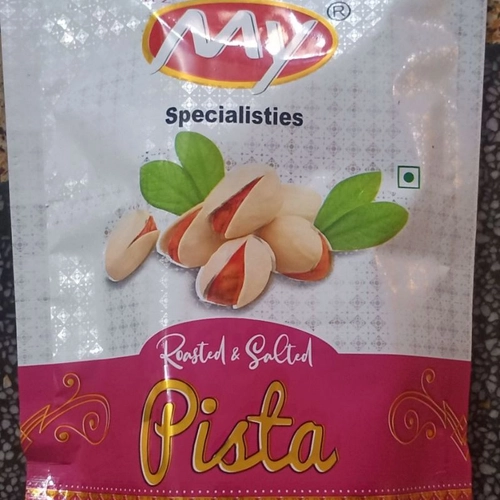 My
®
Specialisties
Roasted & Salted
Pista